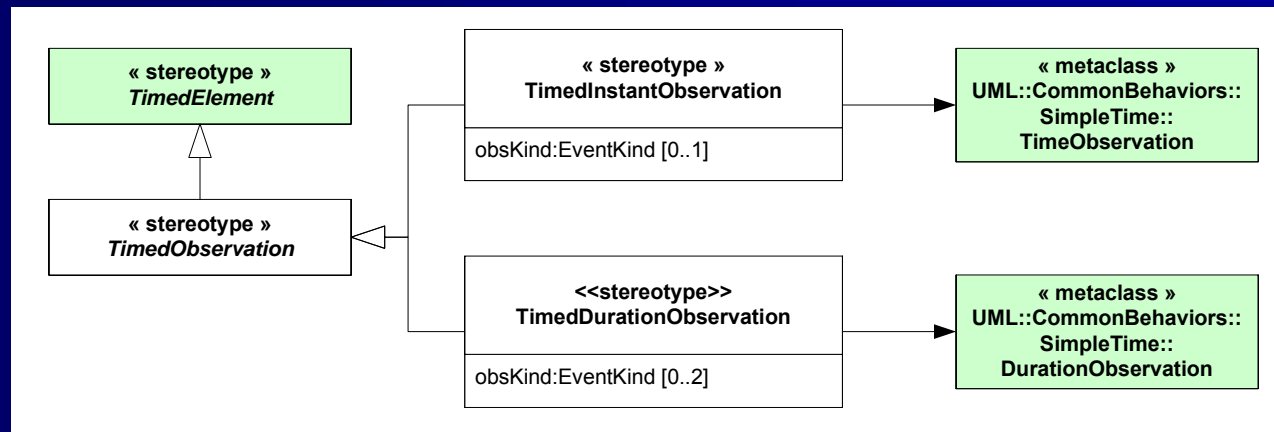 « stereotype »
TimedElement
« stereotype »
TimedObservation
« stereotype »
TimedInstantObservation
obsKind:EventKind [0..1]
<<stereotype>>
TimedDurationObservation
obsKind:EventKind [0..2]
« metaclass »
UML::CommonBehaviors::
SimpleTime::
TimeObservation
« metaclass »
UML::CommonBehaviors::
SimpleTime::
DurationObservation